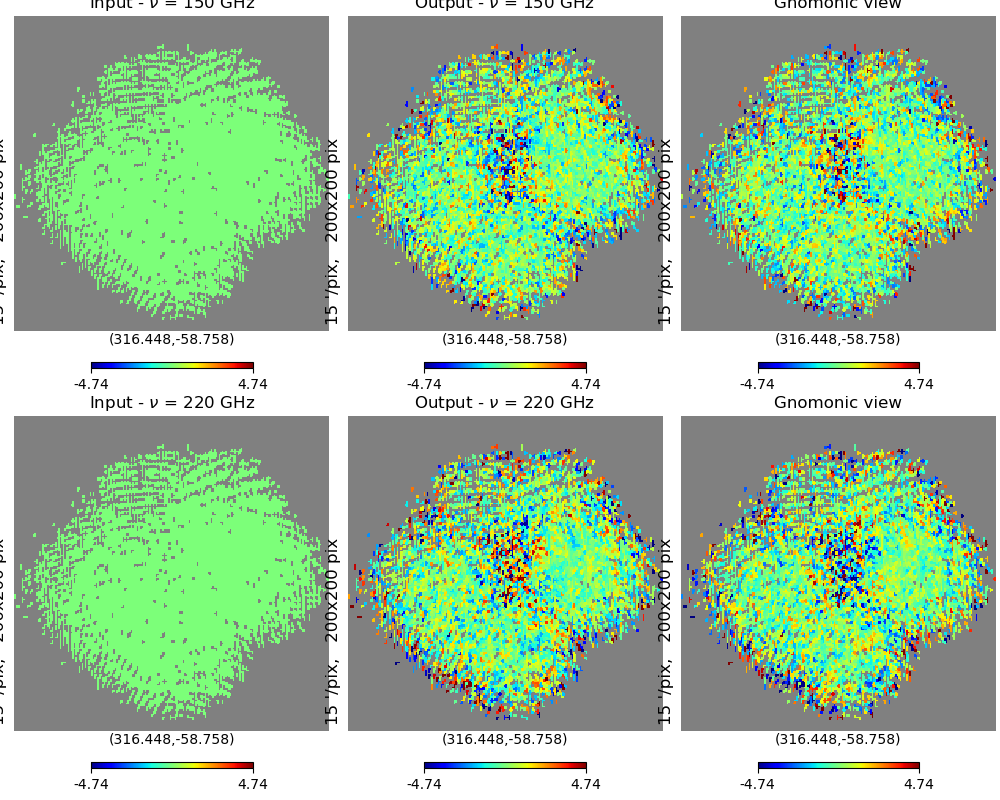 Input - ν = 150 GHz
Output - ν = 150 GHz
Gnomonic view
15 '/pix, 200x200 pix
15 '/pix, 200x200 pix
15 '/pix, 200x200 pix
(316.448,-58.758)
(316.448,-58.758)
(316.448,-58.758)
-4.74 4.74
-4.74 4.74
-4.74 4.74
Input - ν = 220 GHz
Output - ν = 220 GHz
Gnomonic view
15 '/pix, 200x200 pix
15 '/pix, 200x200 pix
15 '/pix, 200x200 pix
(316.448,-58.758)
(316.448,-58.758)
(316.448,-58.758)
-4.74 4.74
-4.74 4.74
-4.74 4.74